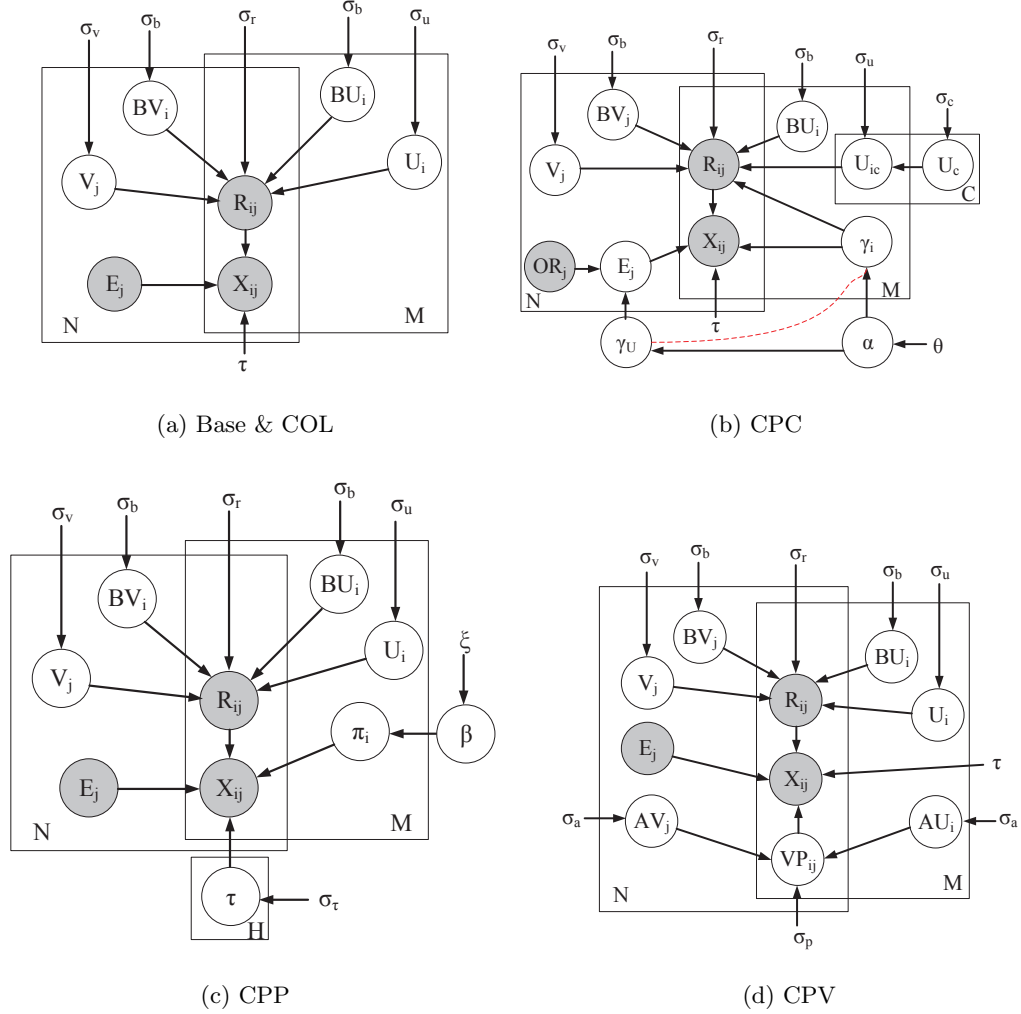 σv σb σr σb σu
BVi BUi
Vj Ui
Rij
Ej Xij
N M
τ
(a) Base & COL
σv σb σr σb σu σc
BVj BUi
Vj Rij Uic Uc
C
ORj Ej Xij γi
N M
τ
γU α θ
(b) CPC
σv σb σr σb σu
BVi BUi
Vj Ui ξ
Rij
πi β
Ej Xij
N M
τ στ
H
(c) CPP
σv σb σr σb σu
BVj BUi
Vj Rij Ui
Ej Xij τ
σa AVj AUi σa
VPij
N M
σp
(d) CPV